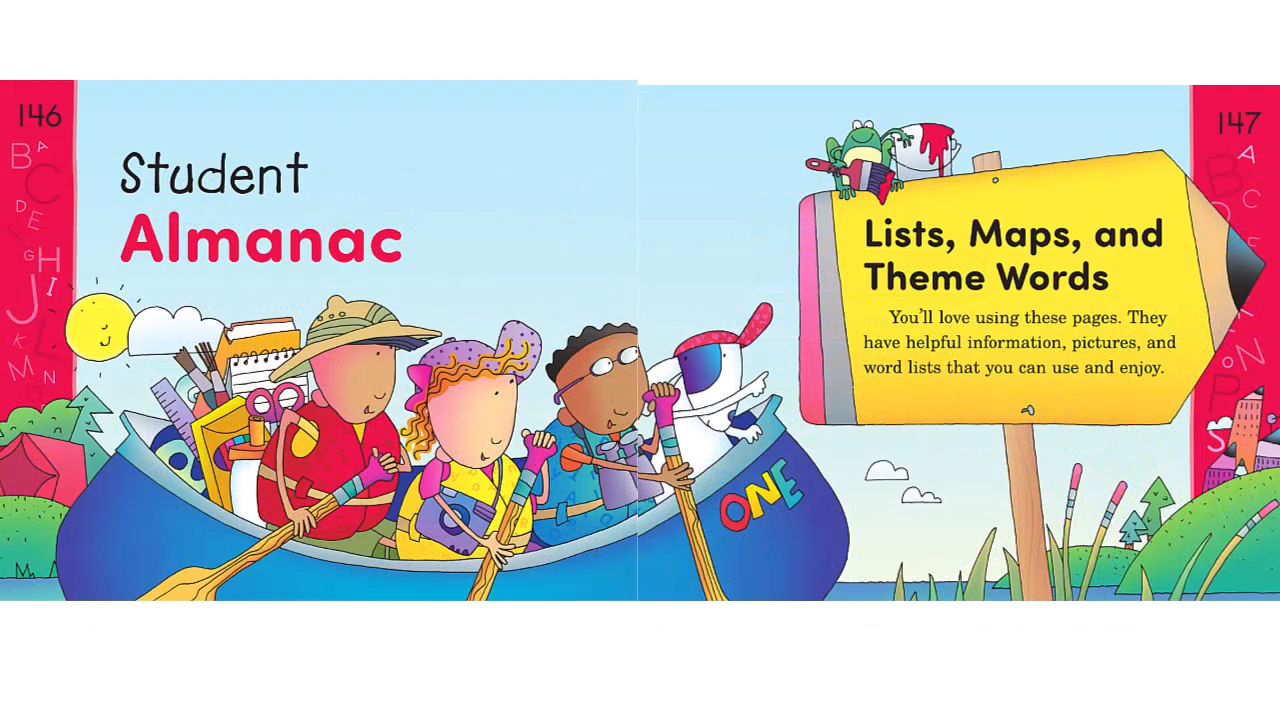 146
Student
Almanac
ONE
147
Lists, Maps, and
Theme Words
You'll love using these pages. They
have helpful information, pictures, and
word lists that you can use and enjoy.